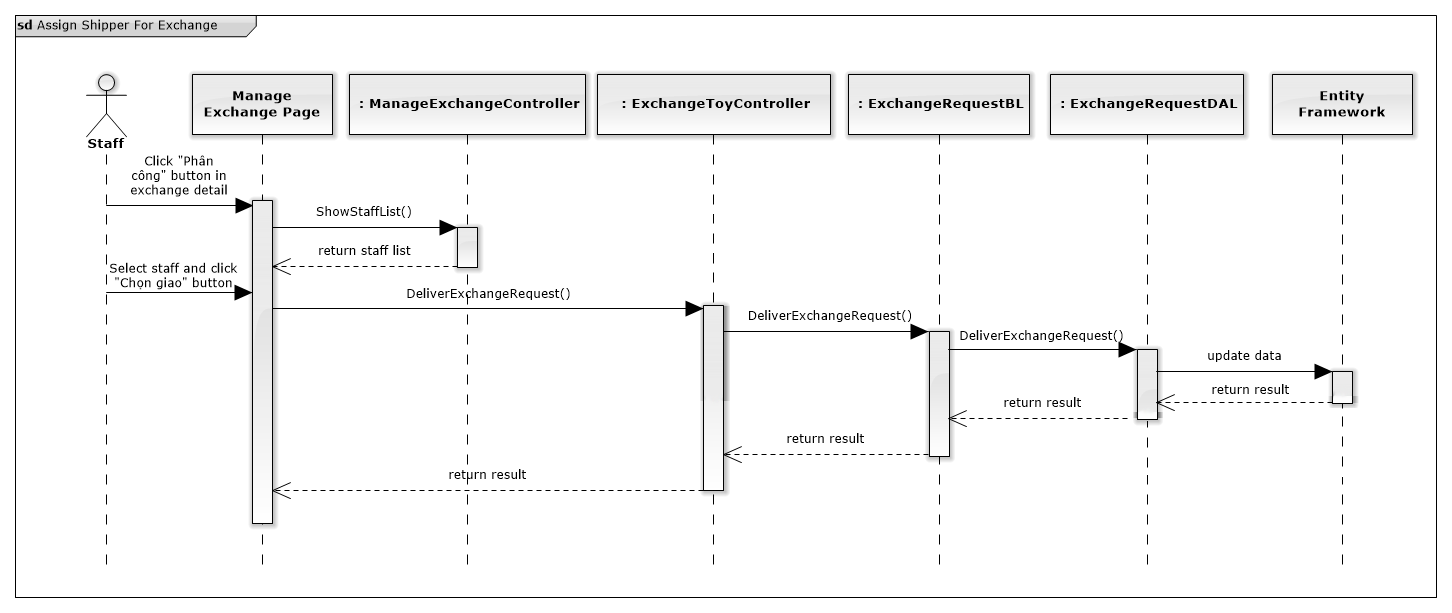 sd Assign Shipper For Exchange
Staff
Manage
Exchange Page
: ManageExchangeController
: ExchangeToyController
: ExchangeRequestBL
: ExchangeRequestDAL
Entity
Framework
Click "Phân
công" button in
exchange detail
ShowStaffList()
return staff list
Select staff and click
"Chọn giao" button
DeliverExchangeRequest()
DeliverExchangeRequest()
DeliverExchangeRequest()
update data
return result
return result
return result
return result